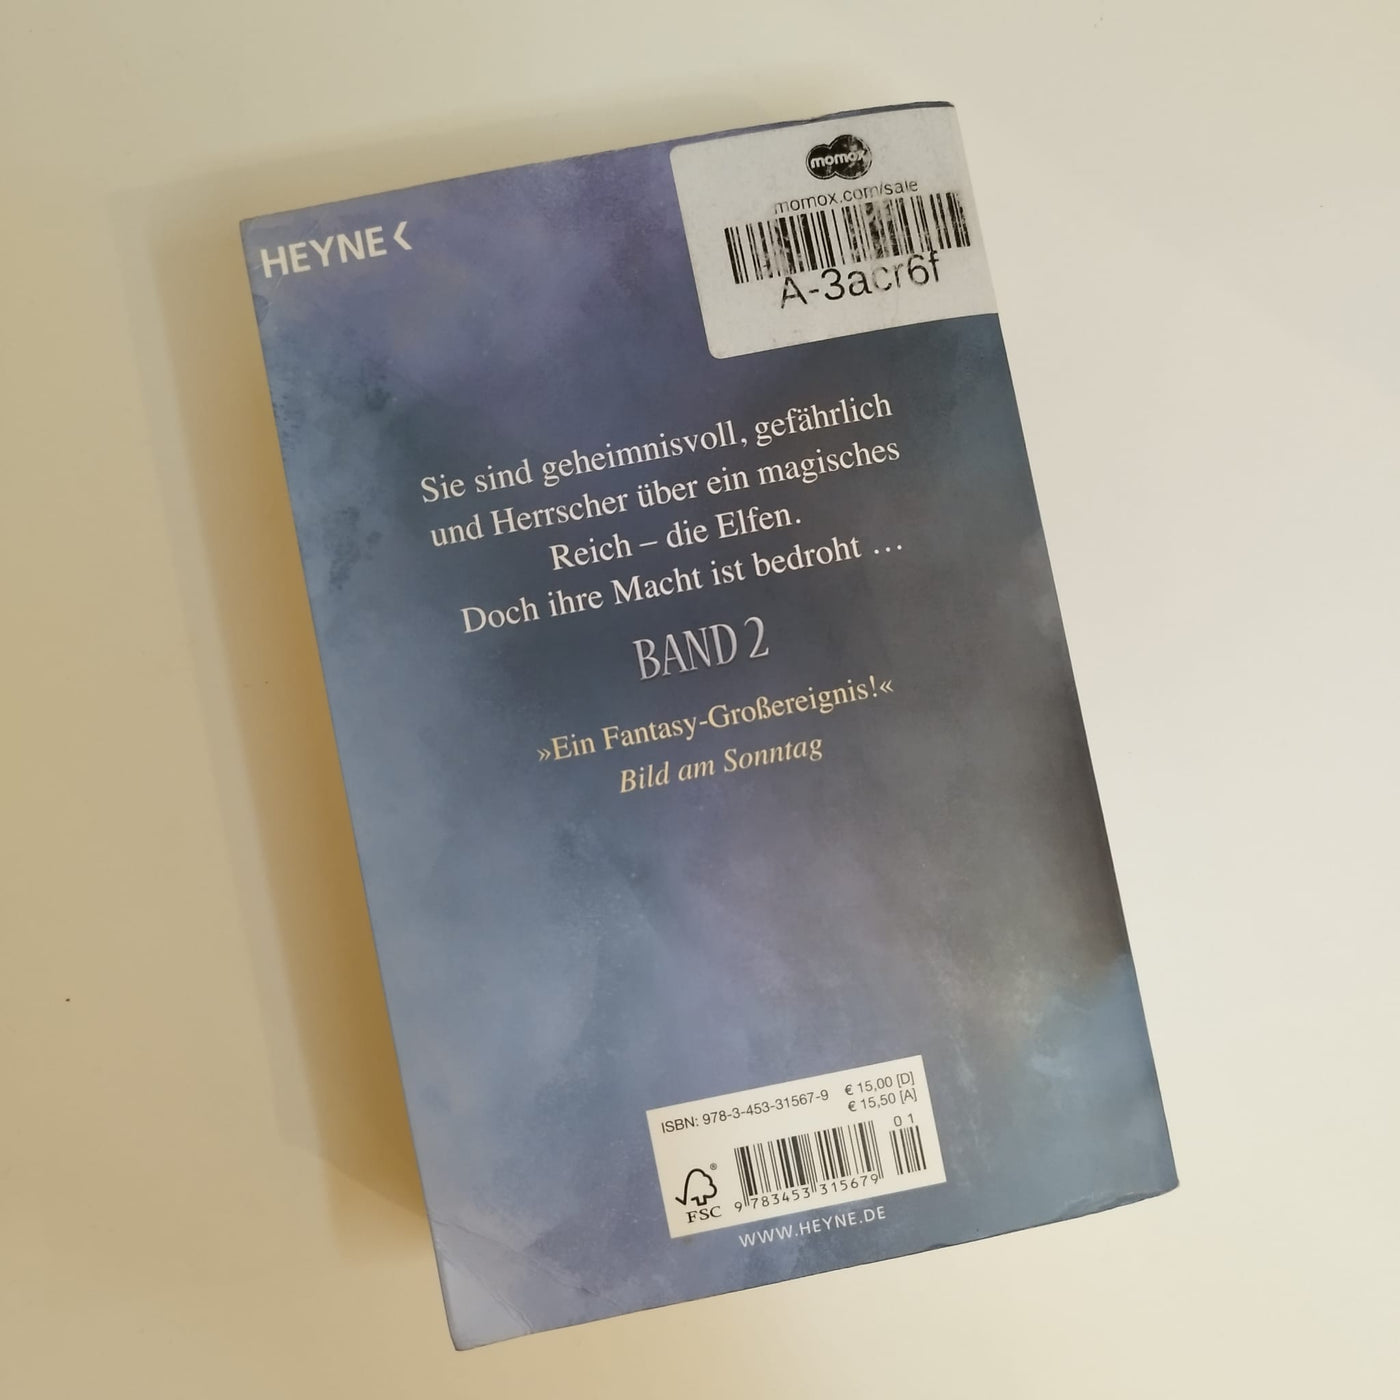 HEYNE
momox
momox.com/sale
A-3acr6f
Sie sind geheimnisvoll, gefährlich
und Herrscher über ein magisches
Reich – die Elfen.
Doch ihre Macht ist bedroht ...
BAND 2
»Ein Fantasy-Großereignis!«
Bild am Sonntag
ISBN: 978-3-453-31567-9
€ 15,00 [D]
€ 15,50 [A]
0 1
9 783453 315679
FSC®
WWW.HEYNE.DE